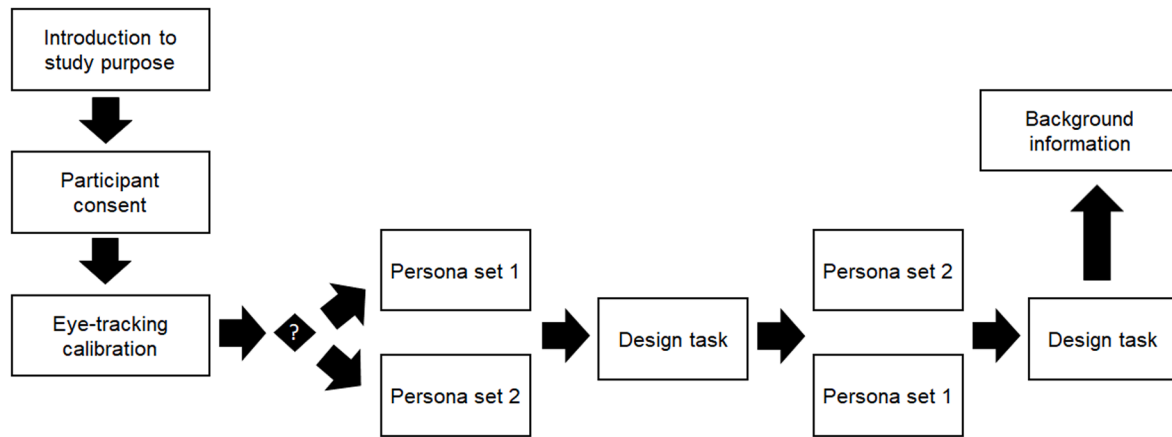 Introduction to
study purpose
Participant
consent
Eye-tracking
calibration
?
Persona set 1
Persona set 2
Design task
Persona set 2
Persona set 1
Design task
Background
information